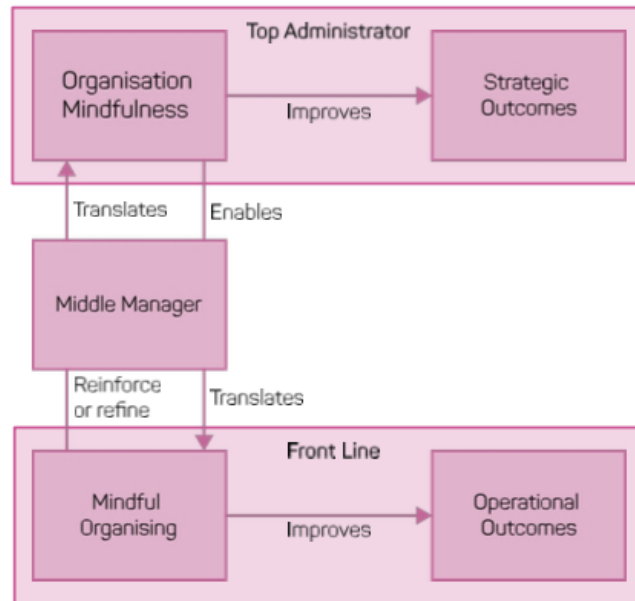 Top Administrator
Organisation
Mindfulness
Improves
Strategic
Outcomes
Translates
Enables
Middle Manager
Reinforce
or refine
Translates
Front Line
Mindful
Organising
Improves
Operational
Outcomes